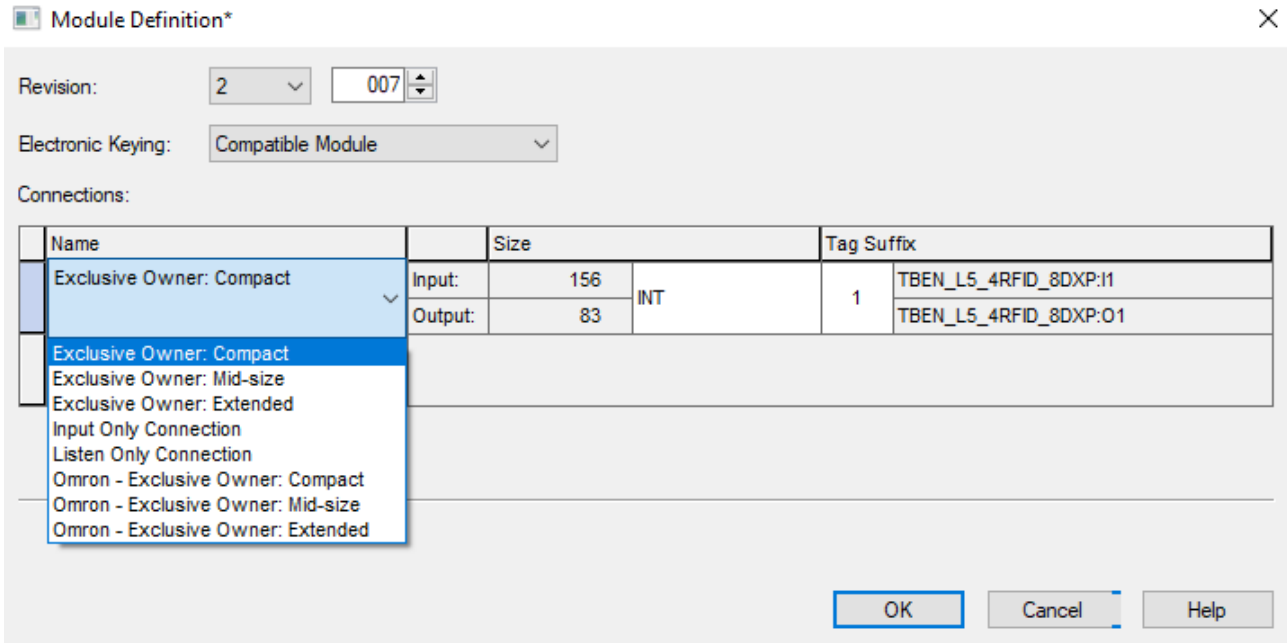 Module Definition*
Revision: 2 007
Electronic Keying: Compatible Module
Connections:
Name Size Tag Suffix
Exclusive Owner: Compact Input: 156 INT 1 TBEN_L5_4RFID_8DXP:I1
Output: 83 TBEN_L5_4RFID_8DXP:O1
Exclusive Owner: Compact
Exclusive Owner: Mid-size
Exclusive Owner: Extended
Input Only Connection
Listen Only Connection
Omron - Exclusive Owner: Compact
Omron - Exclusive Owner: Mid-size
Omron - Exclusive Owner: Extended
OK Cancel Help